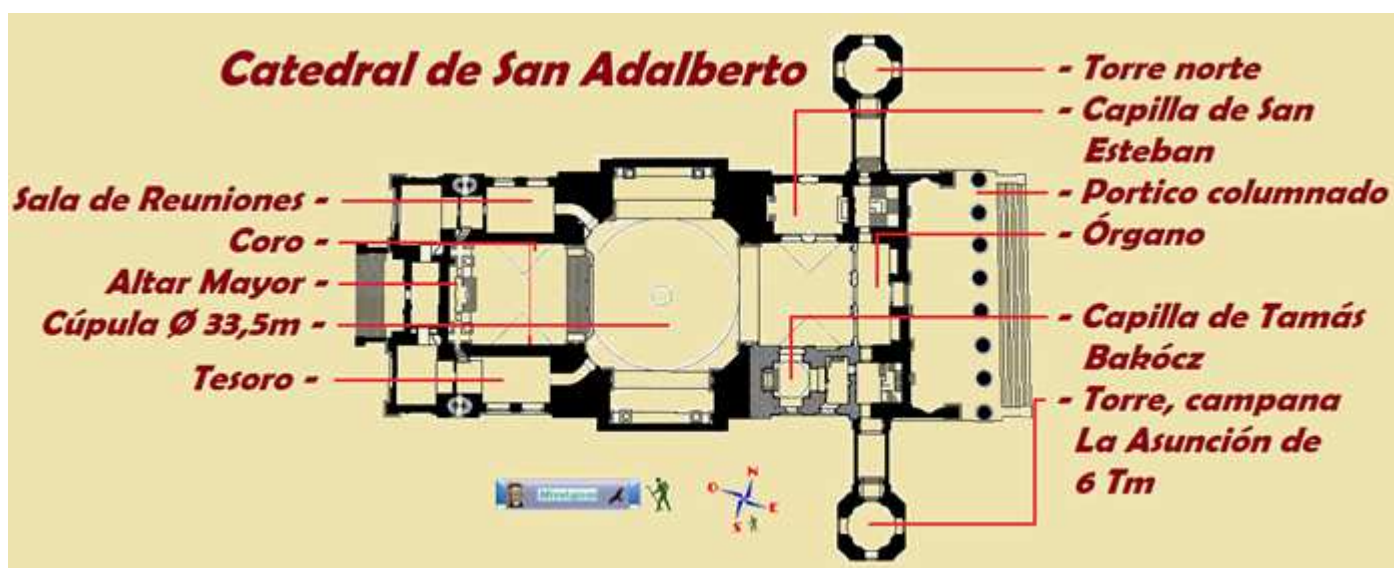 Catedral de San Adalberto
Sala de Reuniones -
Coro -
Altar Mayor -
Cúpula Ø 33,5m -
Tesoro -
- Torre norte
- Capilla de San
Esteban
- Portico columnado
- Órgano
- Capilla de Tamás
Bakócz
- Torre, campana
La Asunción de
6 Tm
N
O
E
S